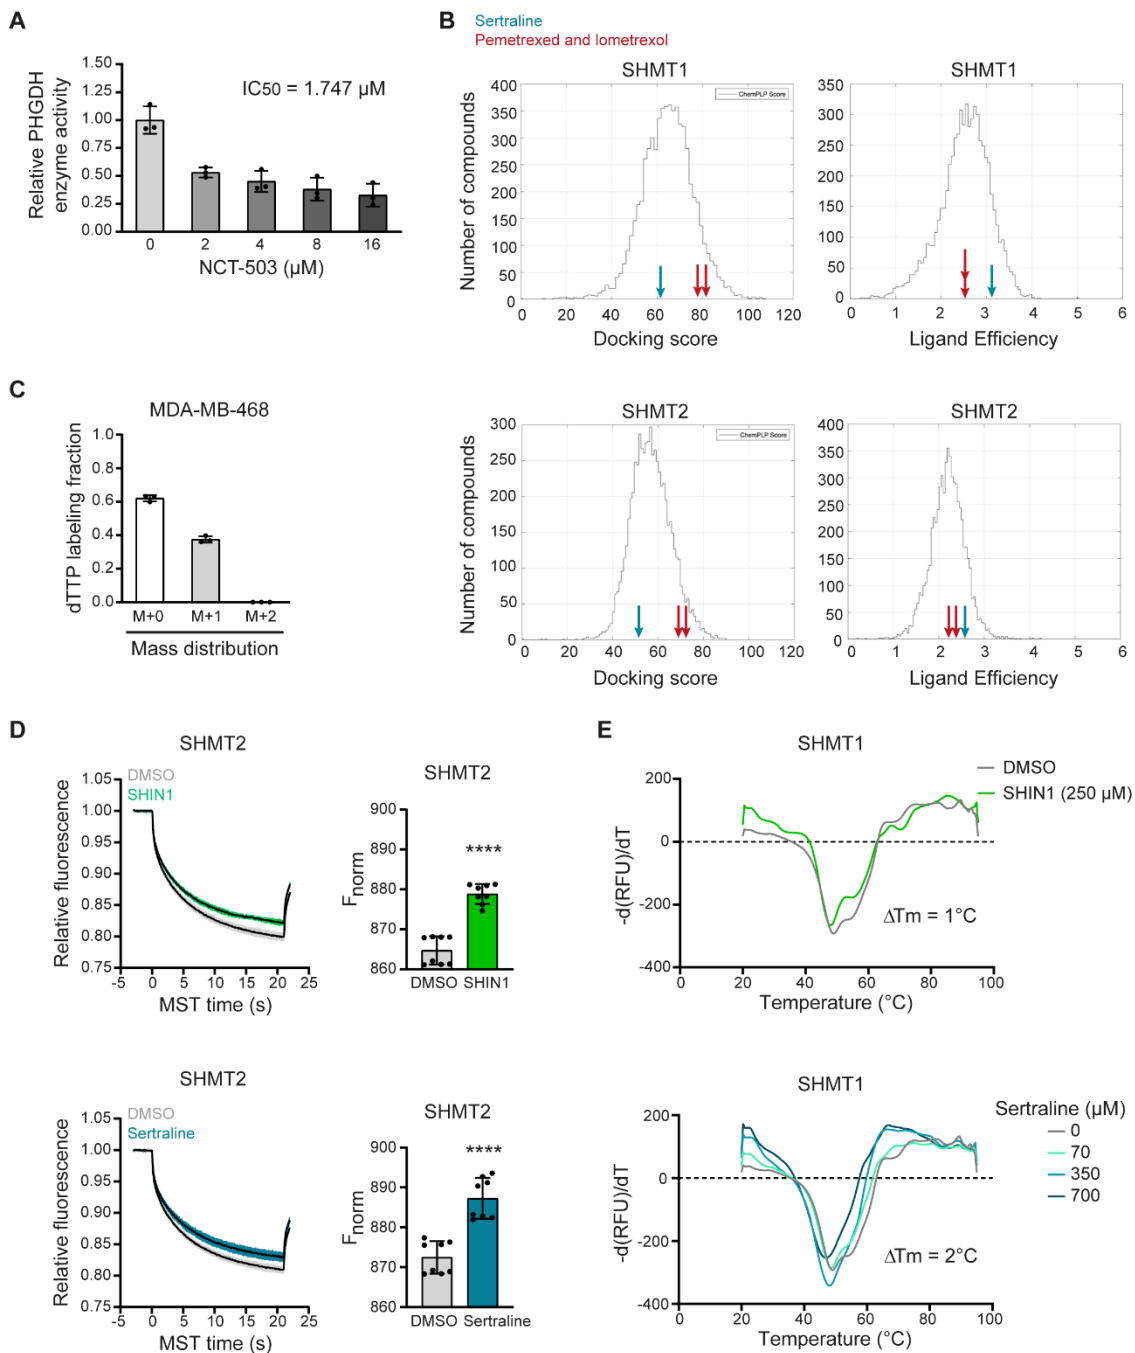 A
Relative PHGDH
enzyme activity
1.50
1.25
1.00
0.75
0.50
0.25
0.00
IC50 = 1.747 µM
0 2 4 8 16
NCT-503 (µM)
B
Sertraline
Pemetrexed and lometrexol
SHMT1
Number of compounds
400
350
300
250
200
350
300
50
0
ChemPLP Score
0 20 40 60 80 100 120
Docking score
SHMT1
350
300
250
200
150
300
50
0
0 1 2 3 4 5 6
Ligand Efficiency
C
MDA-MB-468
dTTP labeling fraction
1.0
0.8
0.6
0.4
0.2
0.0
M+0 M+1 M+2
Mass distribution
SHMT2
Number of compounds
300
250
200
350
300
50
0
ChemPLP Score
0 20 40 60 80 100 120
Docking score
SHMT2
400
350
300
250
200
350
300
50
0
0 1 2 3 4 5 6
Ligand Efficiency
D
SHMT2
DMSO
SHIN1
Relative fluorescence
1.05
1.00
0.95
0.90
0.85
0.80
0.75
-5 0 5 10 15 20 25
MST time (s)
SHMT2
Fnorm
900
890
880
870
860
****
DMSO SHIN1
E
SHMT1
DMSO
SHIN1 (250 µM)
-d(RFU)/dT
200
0
-200
-400
ΔTm = 1°C
0 20 40 60 80 100
Temperature (°C)
SHMT2
DMSO
Sertraline
Relative fluorescence
1.05
1.00
0.95
0.90
0.85
0.80
0.75
-5 0 5 10 15 20 25
MST time (s)
SHMT2
Fnorm
900
890
880
870
860
****
DMSO Sertraline
SHMT1
Sertraline (µM)
0
70
350
700
-d(RFU)/dT
200
0
-200
-400
ΔTm = 2°C
0 20 40 60 80 100
Temperature (°C)